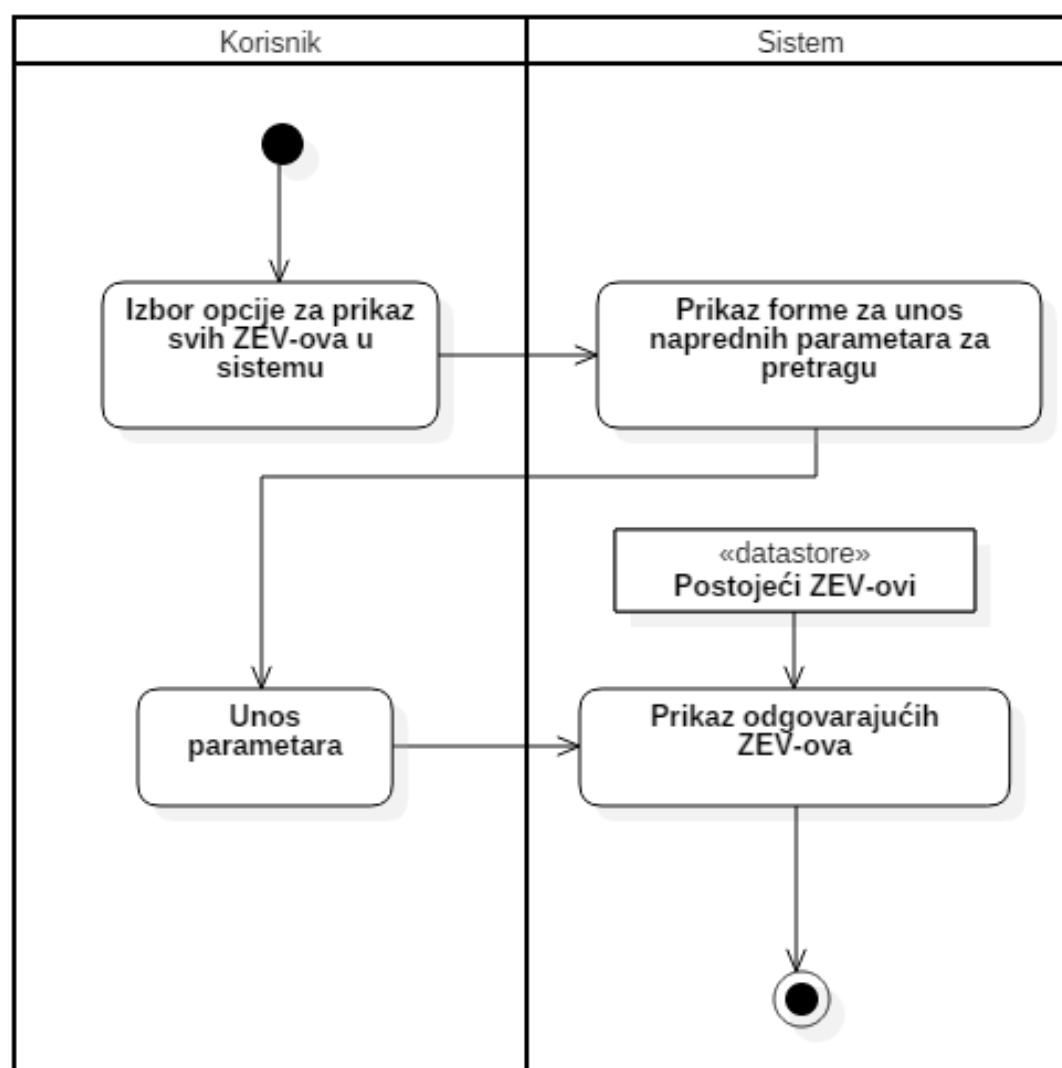 Korisnik
Sistem
Izbor opcije za prikaz
svih ZEV-ova u
sistemu
Prikaz forme za unos
naprednih parametara za
pretragu
«datastore»
Postojeći ZEV-ovi
Unos
parametara
Prikaz odgovarajućih
ZEV-ova